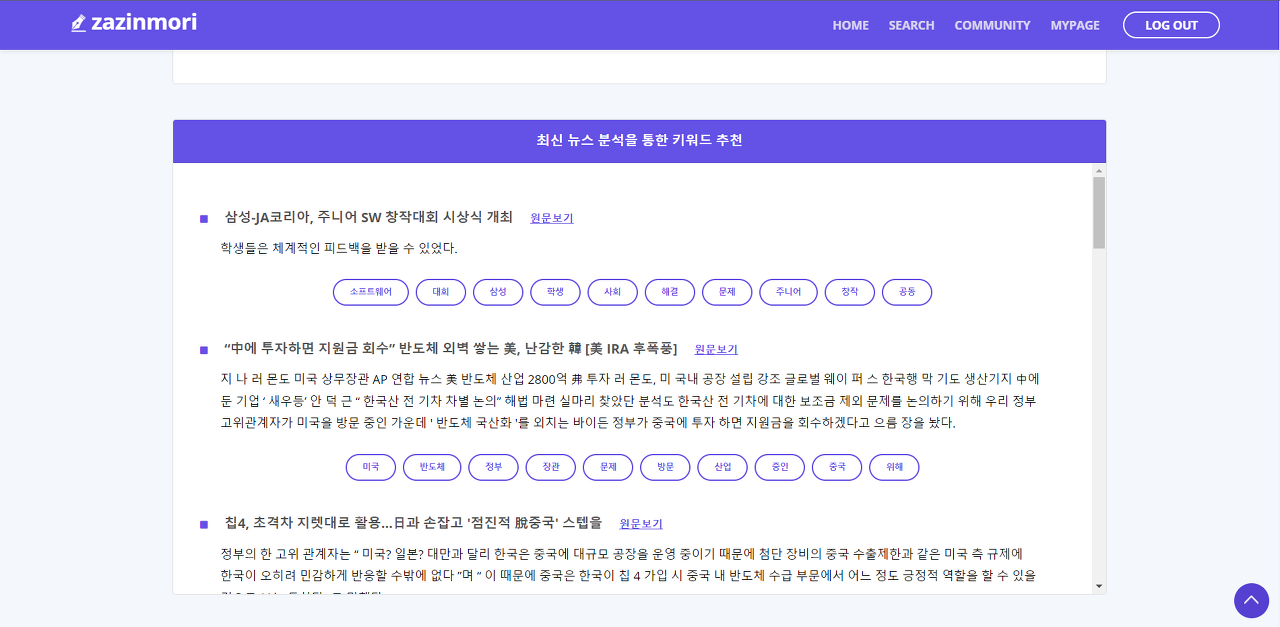 zazinmori
HOME SEARCH COMMUNITY MYPAGE LOG OUT
최신 뉴스 분석을 통한 키워드 추천
삼성-JA코리아, 주니어 SW 창작대회 시상식 개최 원문보기
학생들은 체계적인 피드백을 받을 수 있었다.
소프트웨어 대회 삼성 학생 사회 해결 문제 주니어 창작 공동
“中에 투자하면 지원금 회수” 반도체 외벽 쌓는 美, 난감한 韓 [美 IRA 후폭풍] 원문보기
지 나 러 몬도 미국 상무장관 AP 연합 뉴스 美 반도체 산업 2800억 弗 투자 러 몬도, 미 국내 공장 설립 강조 글로벌 웨이 퍼 스 한국행 막 기도 생산기지 中에
둔 기업 ‘ 새우등’ 안 덕 근 “ 한국산 전 기차 차별 논의” 해법 마련 실마리 찾았단 분석도 한국산 전 기차에 대한 보조금 제외 문제를 논의하기 위해 우리 정부
고위관계자가 미국을 방문 중인 가운데 ' 반도체 국산화 '를 외치는 바이든 정부가 중국에 투자 하면 지원금을 회수하겠다고 으름 장을 놨다.
미국 반도체 정부 장관 문제 방문 산업 중인 중국 위해
칩4, 초격차 지렛대로 활용…日과 손잡고 '점진적 脫중국' 스텝을 원문보기
정부의 한 고위 관계자는 “ 미국? 일본? 대만과 달리 한국은 중국에 대규모 공장을 운영 중이기 때문에 첨단 장비의 중국 수출제한과 같은 미국 측 규제에
한국이 오히려 민감하게 반응할 수밖에 없다 ”며 “ 이 때문에 중국은 한국이 칩 4 가입 시 중국 내 반도체 수급 부문에서 어느 정도 긍정적 역할을 할 수 있을